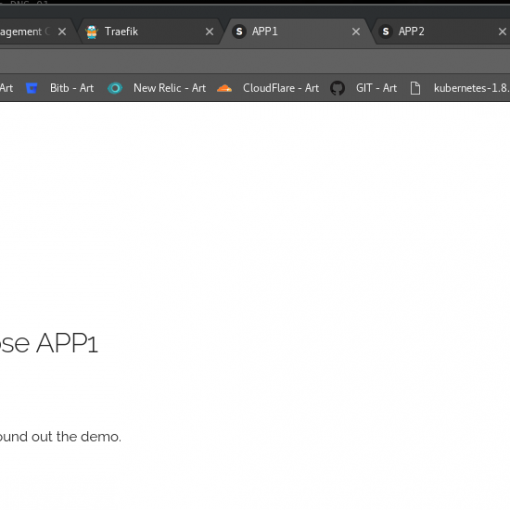 agement C Traefik APP1 APP2
Art Bitb - Art New Relic - Art CloudFlare - Art GIT - Art kubernetes-1.8.
ose APP1
ound out the demo.